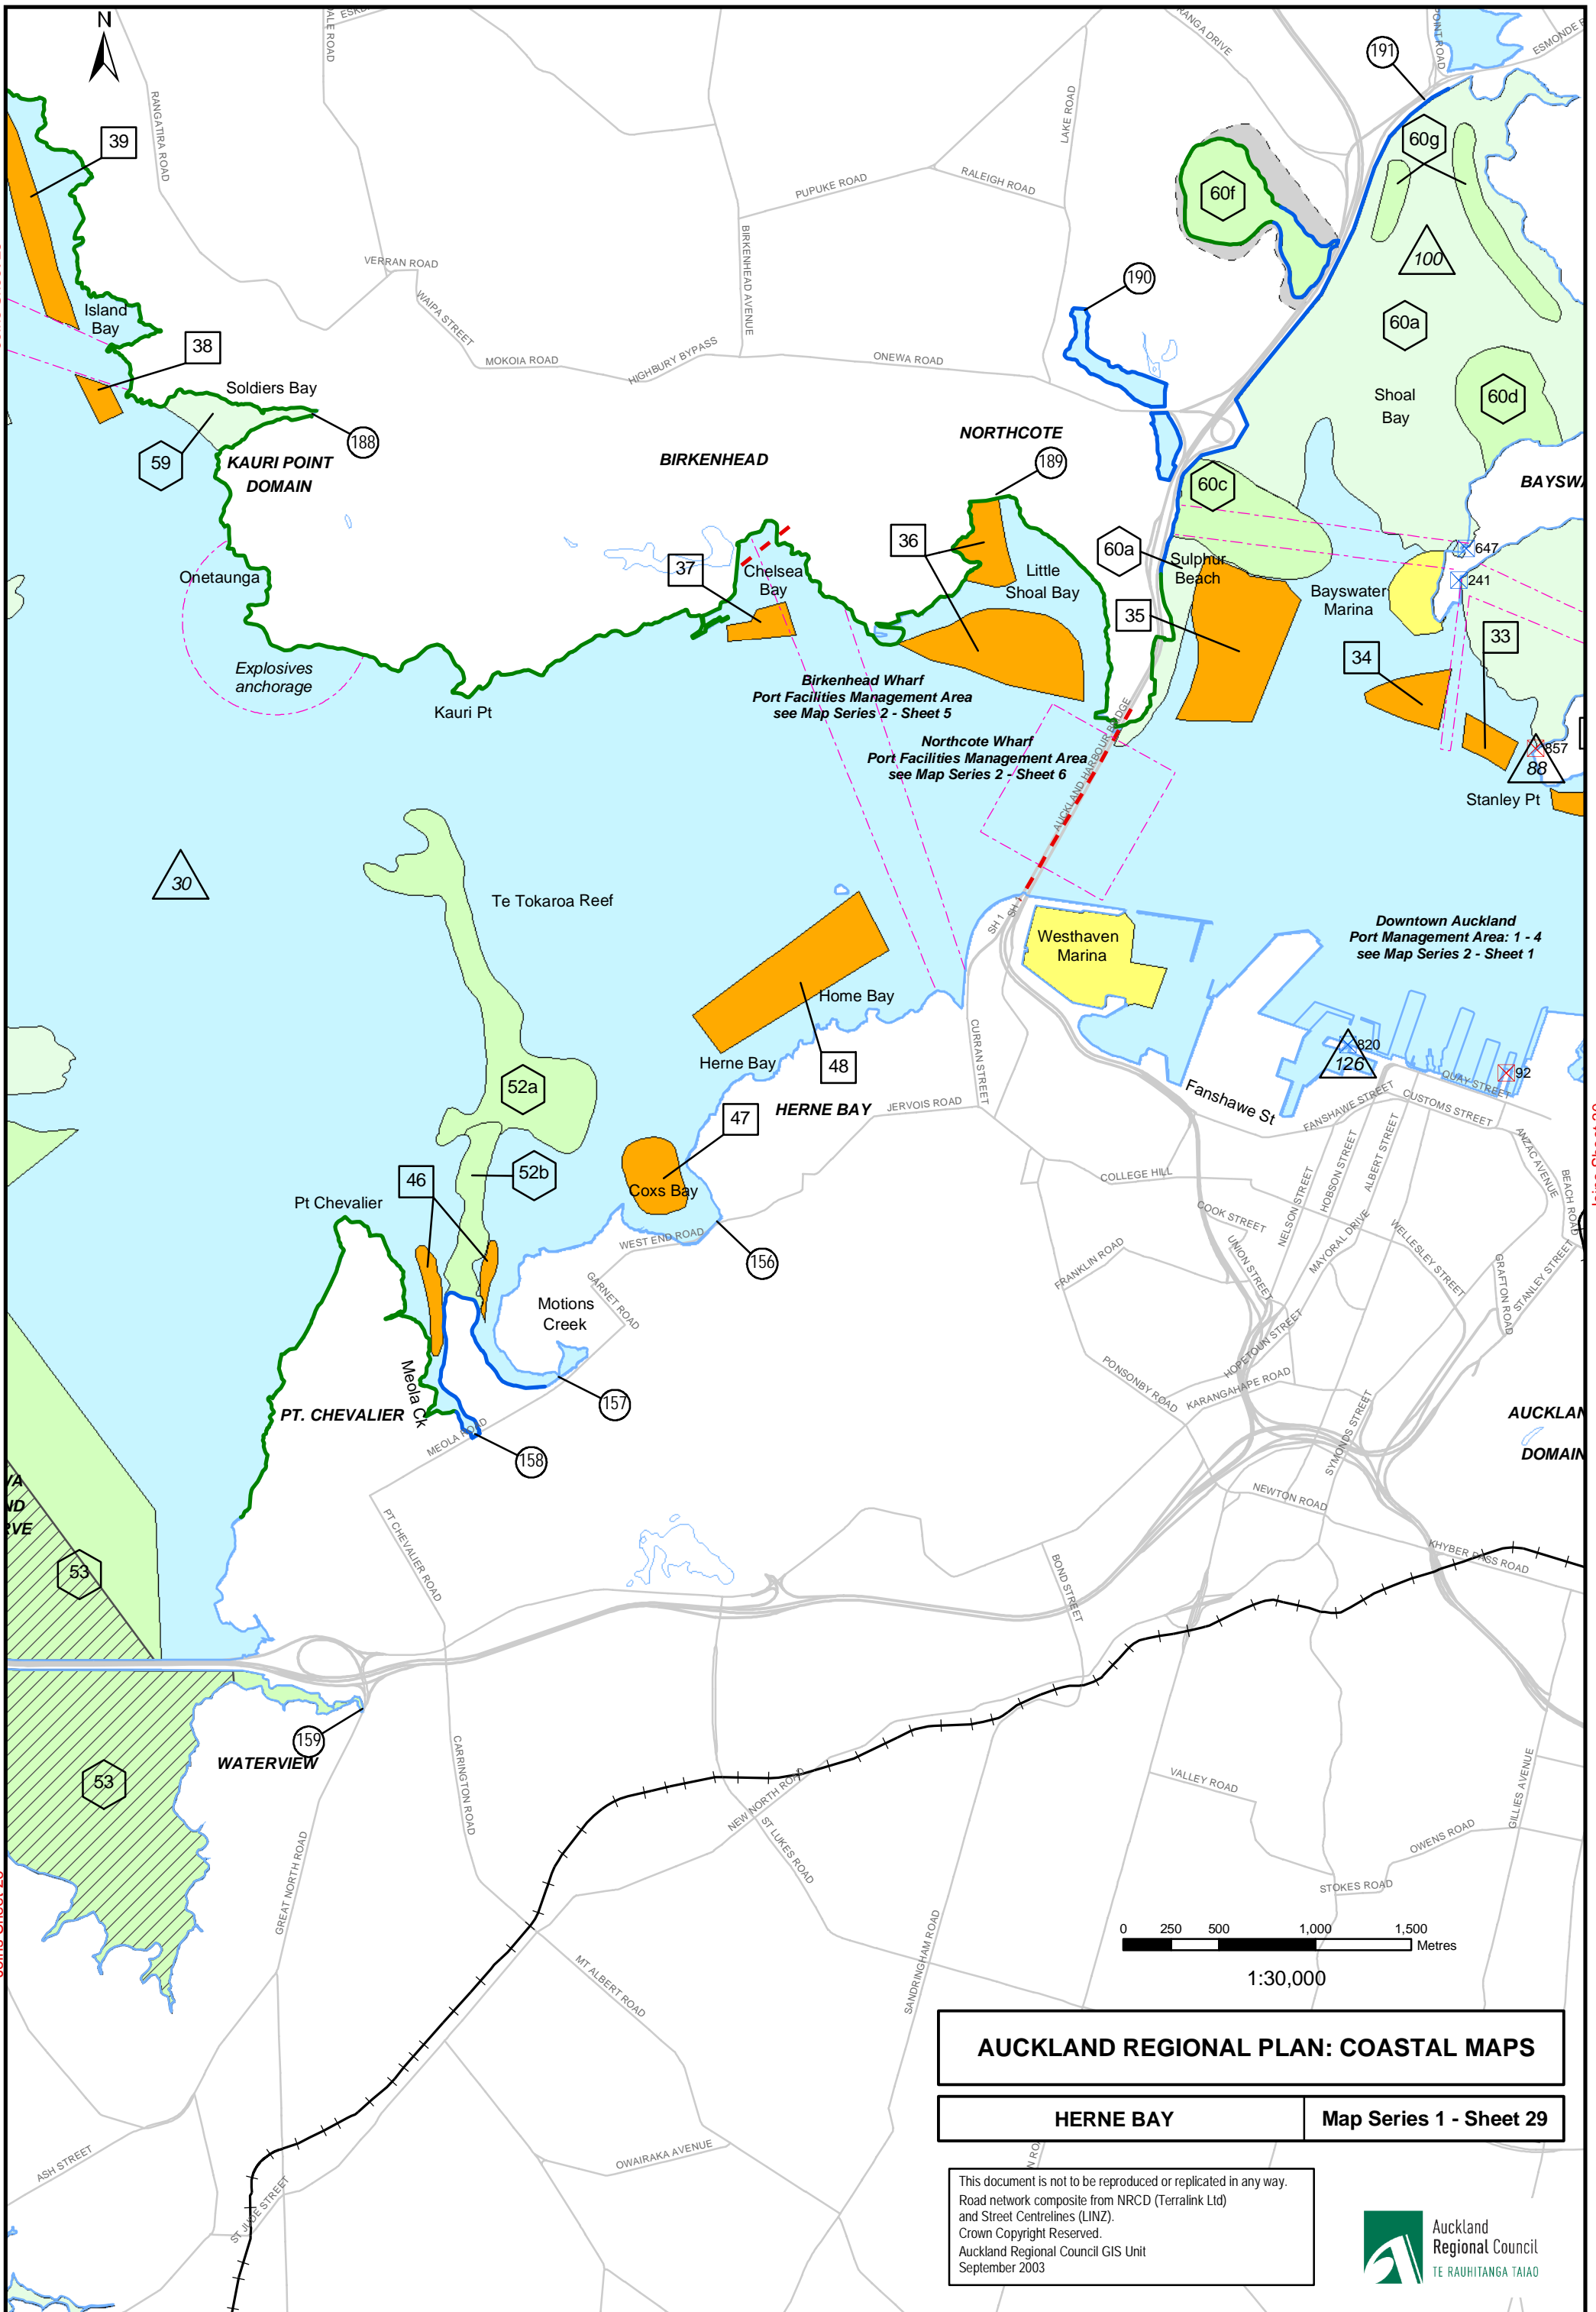 N
ESMONDE
191
LAKE ROAD
RANGATIRA ROAD
39
60g
60f
PUPUKE ROAD
RALEIGH ROAD
BIRKENHEAD AVENUE
100
VERRAN ROAD
190
WAIPA STREET
Island
Bay
60a
38
MOKOIA ROAD
HIGHBURY BYPASS
ONEWA ROAD
Soldiers Bay
Shoal
Bay
60d
188
59
KAURI POINT
DOMAIN
BIRKENHEAD
NORTHCOTE
189
60c
36
60a
Sulphur
Beach
647
241
Onetaunga
37
Chelsea
Bay
Little
Shoal Bay
35
Bayswater
Marina
33
34
Explosives
anchorage
Kauri Pt
Birkenhead Wharf
Port Facilities Management Area
see Map Series 2 - Sheet 5
Northcote Wharf
Port Facilities Management Area
see Map Series 2 - Sheet 6
AUCKLAND HARBOUR BRIDGE
857
88
Stanley Pt
30
Te Tokaroa Reef
SH 1
Westhaven
Marina
Downtown Auckland
Port Management Area: 1 - 4
see Map Series 2 - Sheet 1
Home Bay
Herne Bay
48
CURRAN STREET
820
126
92
52a
HERNE BAY
JERVOIS ROAD
Fanshawe St
FANSHAWE STREET
QUAY STREET
CUSTOMS STREET
47
ANZAC AVENUE
BEACH ROAD
52b
46
Coxs Bay
COLLEGE HILL
NELSON STREET
HOBSON STREET
ALBERT STREET
Pt Chevalier
WEST END ROAD
156
COOK STREET
UNION STREET
MAYORAL DRIVE
WELLESLEY STREET
FRANKLIN ROAD
GRAFTON ROAD
STANLEY STREET
GARNET ROAD
Motions
Creek
HOPETOUN STREET
PONSONBY ROAD
KARANGAHAPE ROAD
Meola Ck
157
PT. CHEVALIER
MEOLA ROAD
158
SYMONDS STREET
DOMAIN
NEWTON ROAD
PT CHEVALIER ROAD
53
BOND STREET
KHYBER PASS ROAD
159
WATERVIEW
53
CARRINGTON ROAD
NEW NORTH ROAD
ST LUKES ROAD
VALLEY ROAD
GILLIES AVENUE
OWENS ROAD
GREAT NORTH ROAD
STOKES ROAD
MT ALBERT ROAD
SANDRINGHAM ROAD
0 250 500 1,000 1,500
Metres
1:30,000
AUCKLAND REGIONAL PLAN: COASTAL MAPS
HERNE BAY
Map Series 1 - Sheet 29
ASH STREET
OWAIRAKA AVENUE
ST JUDE STREET
This document is not to be reproduced or replicated in any way.
Road network composite from NRCD (Terralink Ltd)
and Street Centrelines (LINZ).
Crown Copyright Reserved.
Auckland Regional Council GIS Unit
September 2003
Auckland
Regional Council
TE RAUHITANGA TAIAO